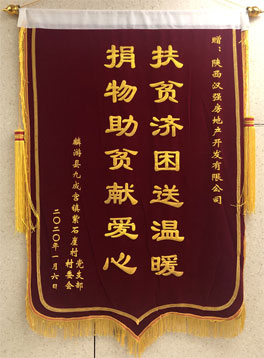 赠：陕西汉强房地产开发有限公司
扶贫济困送温暖
捐物助贫献爱心
麟游县九成宫镇紫石崖村党支部
村委会
二〇二〇年一月六日